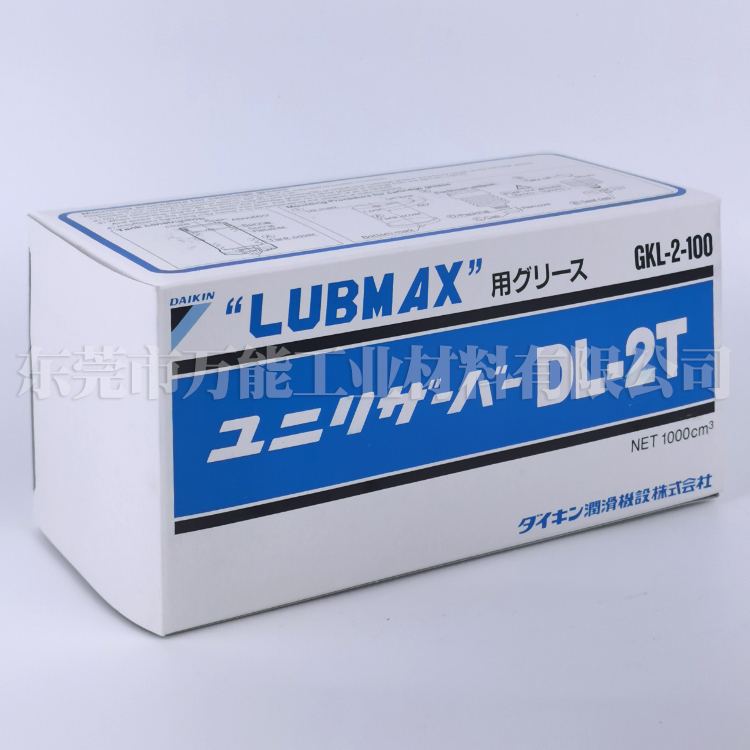 DAIKIN
"LUBMAX" 用グリース
GKL-2-100
ユニリザーバー DL-2T
NET 1000cm³
ダイキン潤滑機設株式会社
东莞市万能工业材料有限公司